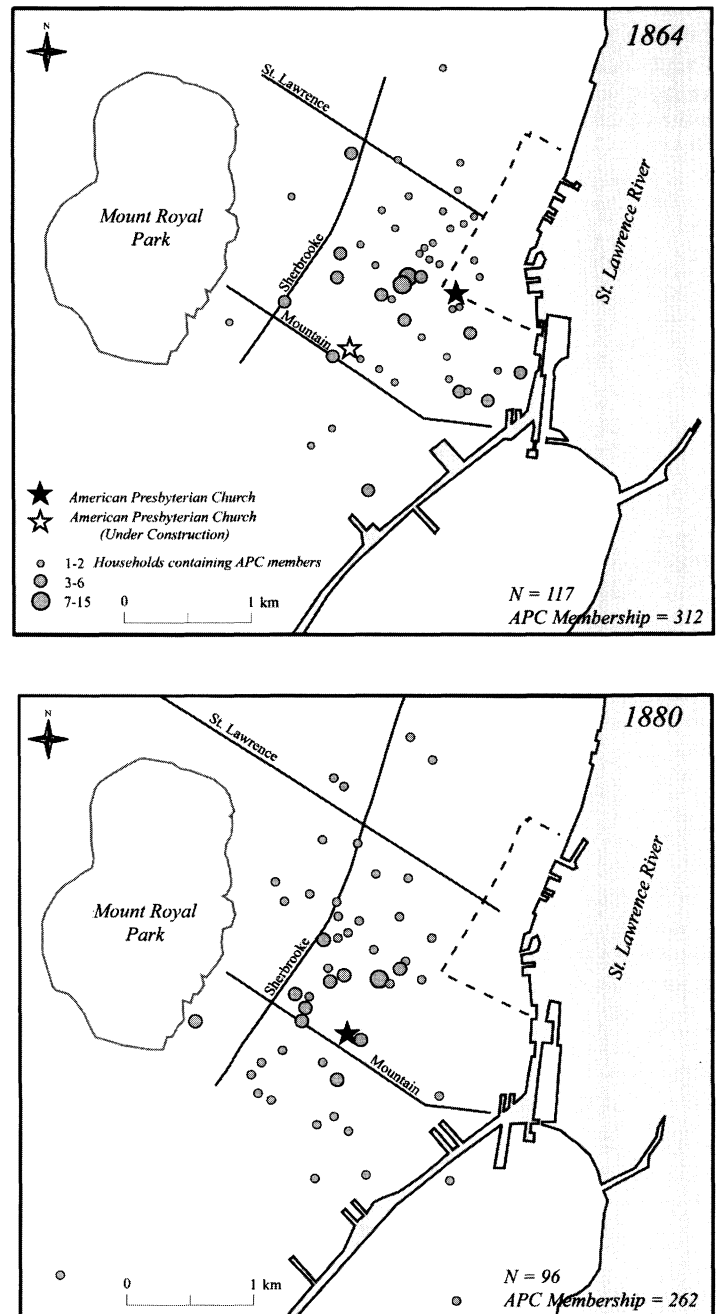 N
1864
St. Lawrence
Mount Royal
Park
Sherbrooke
St. Lawrence River
Mountain
American Presbyterian Church
American Presbyterian Church
(Under Construction)
1-2 Households containing APC members
3-6
7-15
0 1 km
N = 117
APC Membership = 312
N
1880
St. Lawrence
Mount Royal
Park
Sherbrooke
St. Lawrence River
Mountain
0 1 km
N = 96
APC Membership = 262